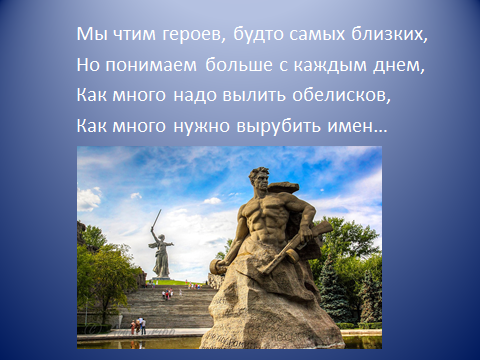 Мы чтим героев, будто самых близких,
Но понимаем больше с каждым днем,
Как много надо вылить обелисков,
Как много нужно вырубить имен...